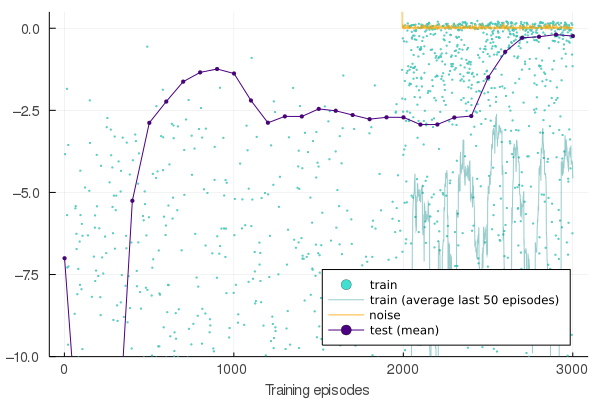 0.0
−2.5
−5.0
−7.5
−10.0
0
1000
2000
3000
Training episodes
train
train (average last 50 episodes)
noise
test (mean)